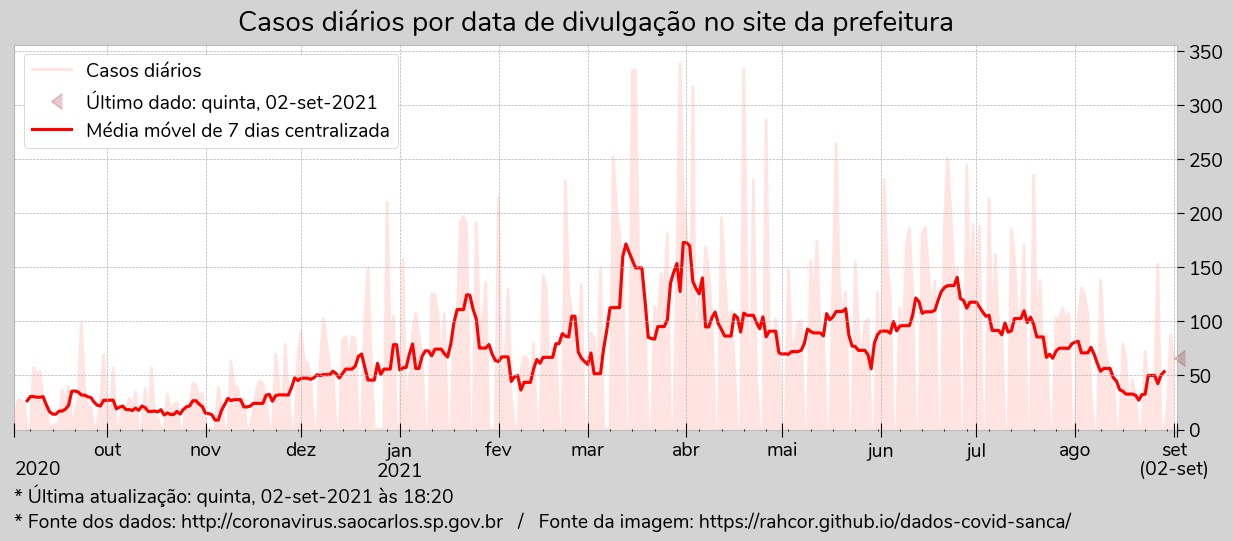 Casos diários por data de divulgação no site da prefeitura
Casos diários
Último dado: quinta, 02-set-2021
Média móvel de 7 dias centralizada
350
300
250
200
150
100
50
0
out nov dez jan fev mar abr mai jun jul ago set
2020 2021 (02-set)
* Última atualização: quinta, 02-set-2021 às 18:20
* Fonte dos dados: http://coronavirus.saocarlos.sp.gov.br / Fonte da imagem: https://rahcor.github.io/dados-covid-sanca/